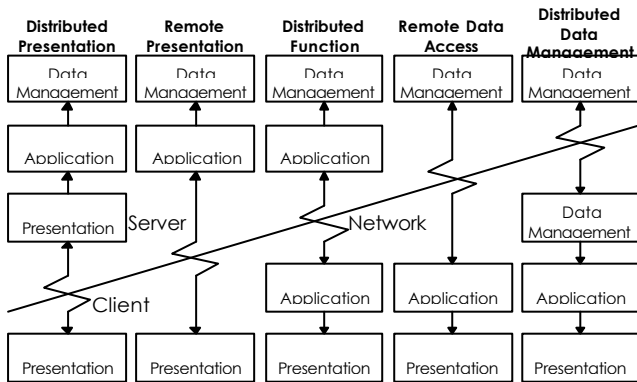 Distributed
Presentation
Remote
Presentation
Distributed
Function
Remote Data
Access
Distributed
Data
Management
Data
Management
Data
Management
Data
Management
Data
Management
Data
Management
Application
Application
Application
Presentation
Server
Network
Data
Management
Client
Application
Application
Application
Presentation
Presentation
Presentation
Presentation
Presentation